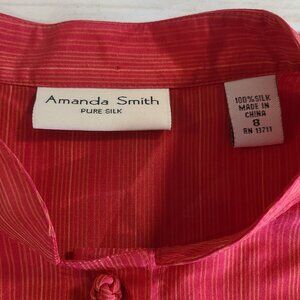 Amanda Smith
PURE SILK
100% SILK
MADE IN
CHINA
8
RN 13711